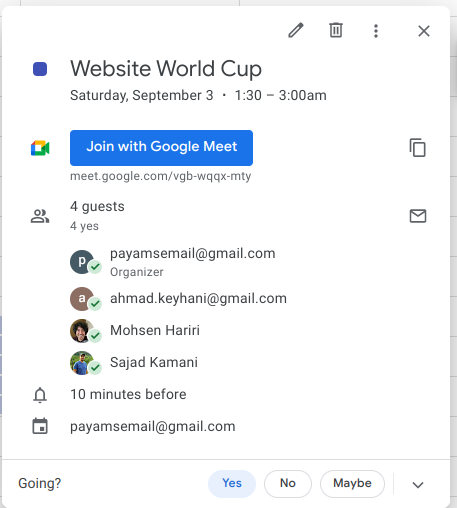 Website World Cup
Saturday, September 3 · 1:30 – 3:00am
Join with Google Meet
meet.google.com/vgb-wqqx-mty
4 guests
4 yes
p
payamsemail@gmail.com
Organizer
a
ahmad.keyhani@gmail.com
Mohsen Hariri
Sajad Kamani
10 minutes before
payamsemail@gmail.com
Going?
Yes
No
Maybe